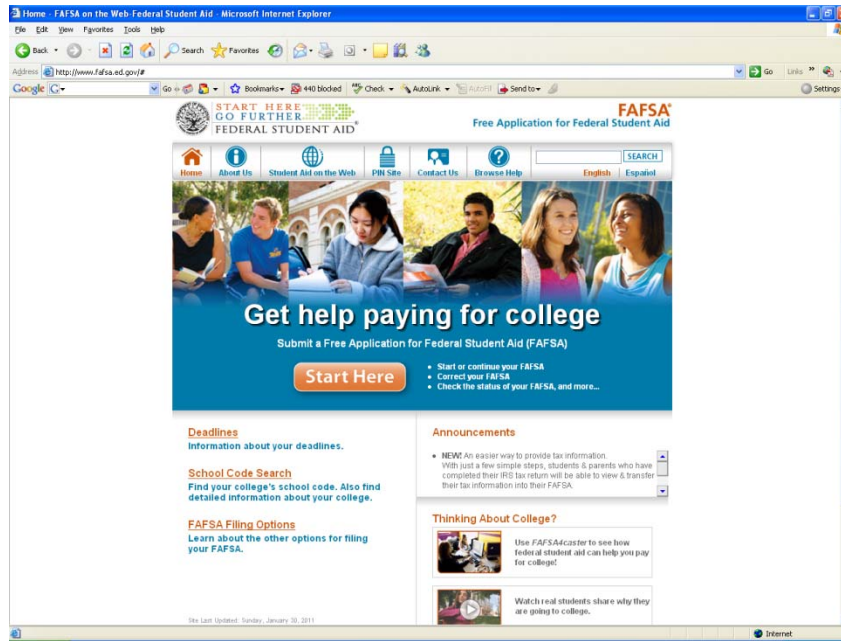 Home - FAFSA on the Web-Federal Student Aid - Microsoft Internet Explorer
File Edit View Favorites Tools Help
Back Search Favorites
Address http://www.fafsa.ed.gov/# Go Links »
Google Go Bookmarks 440 blocked Check AutoLink AutoFill Send to Settings
START HERE
GO FURTHER
FEDERAL STUDENT AID
FAFSA
Free Application for Federal Student Aid
SEARCH
Home About Us Student Aid on the Web PIN Site Contact Us Browse Help English Español
Get help paying for college
Submit a Free Application for Federal Student Aid (FAFSA)
Start Here
• Start or continue your FAFSA
• Correct your FAFSA
• Check the status of your FAFSA, and more...
Deadlines
Information about your deadlines.
School Code Search
Find your college's school code. Also find
detailed information about your college.
FAFSA Filing Options
Learn about the other options for filing
your FAFSA.
Site Last Updated: Sunday, January 30, 2011
Announcements
• NEW! An easier way to provide tax information.
With just a few simple steps, students & parents who have
completed their IRS tax return will be able to view & transfer
their tax information into their FAFSA.
Thinking About College?
Use FAFSA4caster to see how
federal student aid can help you pay
for college!
Watch real students share why they
are going to college.
Internet